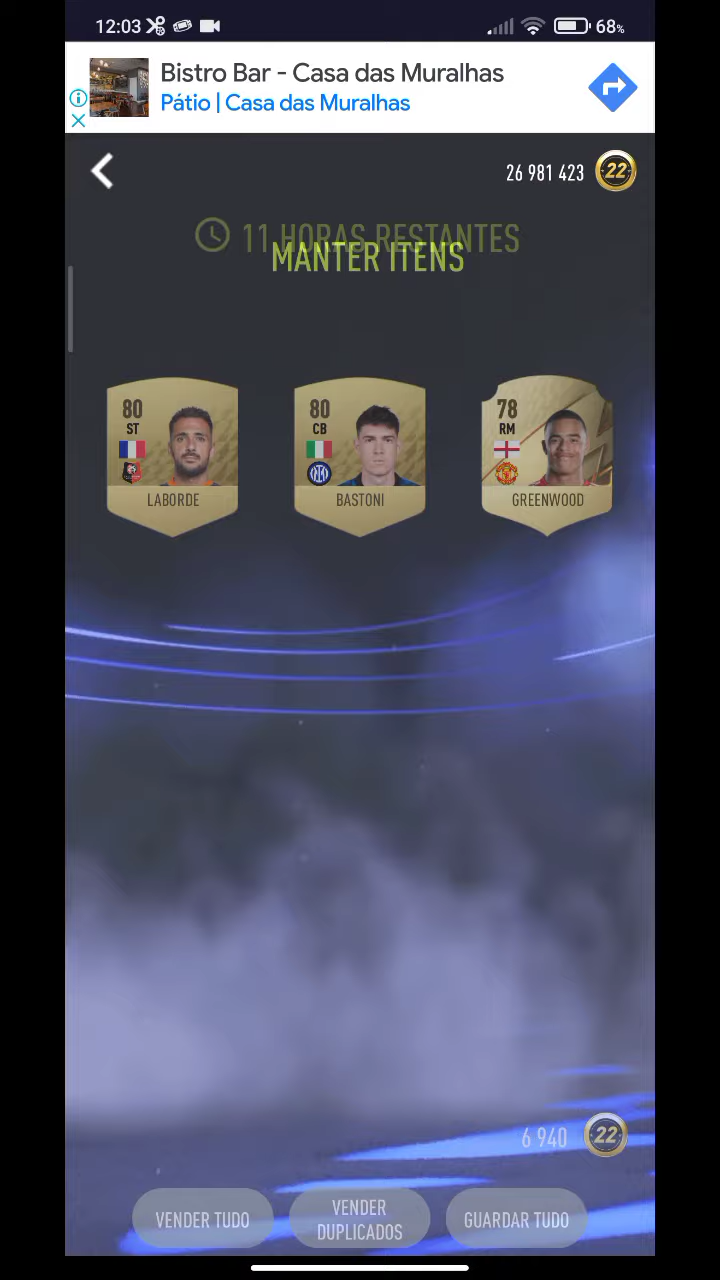 12:03 68%
Bistro Bar - Casa das Muralhas
Pátio | Casa das Muralhas
26 981 423 22
11 HORAS RESTANTES
MANTER ITENS
80 80 78
ST CB RM
LABORDE BASTONI GREENWOOD
6 940 22
VENDER TUDO
VENDER
DUPLICADOS
GUARDAR TUDO